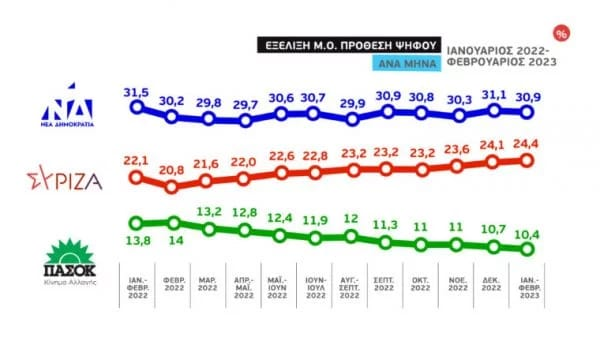 ΕΞΕΛΙΞΗ Μ.Ο. ΠΡΟΘΕΣΗ ΨΗΦΟΥ
ΑΝΑ ΜΗΝΑ
ΙΑΝΟΥΑΡΙΟΣ 2022-
ΦΕΒΡΟΥΑΡΙΟΣ 2023
%
ΝΔ
ΝΕΑ ΔΗΜΟΚΡΑΤΙΑ
31,5 30,2 29,8 29,7 30,6 30,7 29,9 30,9 30,8 30,3 31,1 30,9
ΣΥΡΙΖΑ
22,1 20,8 21,6 22,0 22,6 22,8 23,2 23,2 23,2 23,6 24,1 24,4
ΠΑΣΟΚ
Κίνημα Αλλαγής
13,8 14 13,2 12,8 12,4 11,9 12 11,3 11 11 10,7 10,4
ΙΑΝ.- ΦΕΒΡ. ΜΑΡ. ΑΠΡ.- ΜΑΪ.- ΙΟΥΝ- ΑΥΓ.- ΣΕΠΤ. ΟΚΤ. ΝΟΕ. ΔΕΚ. ΙΑΝ.-
ΦΕΒΡ. 2022 2022 ΜΑΪ. ΙΟΥΝ ΙΟΥΛ ΣΕΠΤ. 2022 2022 2022 2022 ΦΕΒΡ.
2022 2022 2022 2022 2022 2023